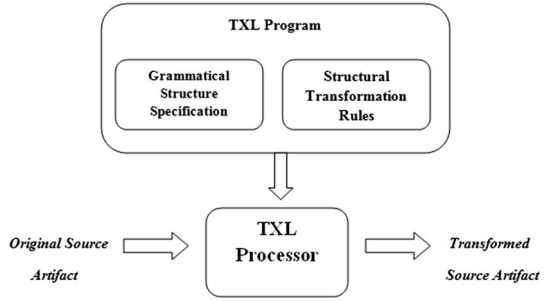 TXL Program
Grammatical
Structure
Specification
Structural
Transformation
Rules
TXL
Processor
Original Source
Artifact
Transformed
Source Artifact